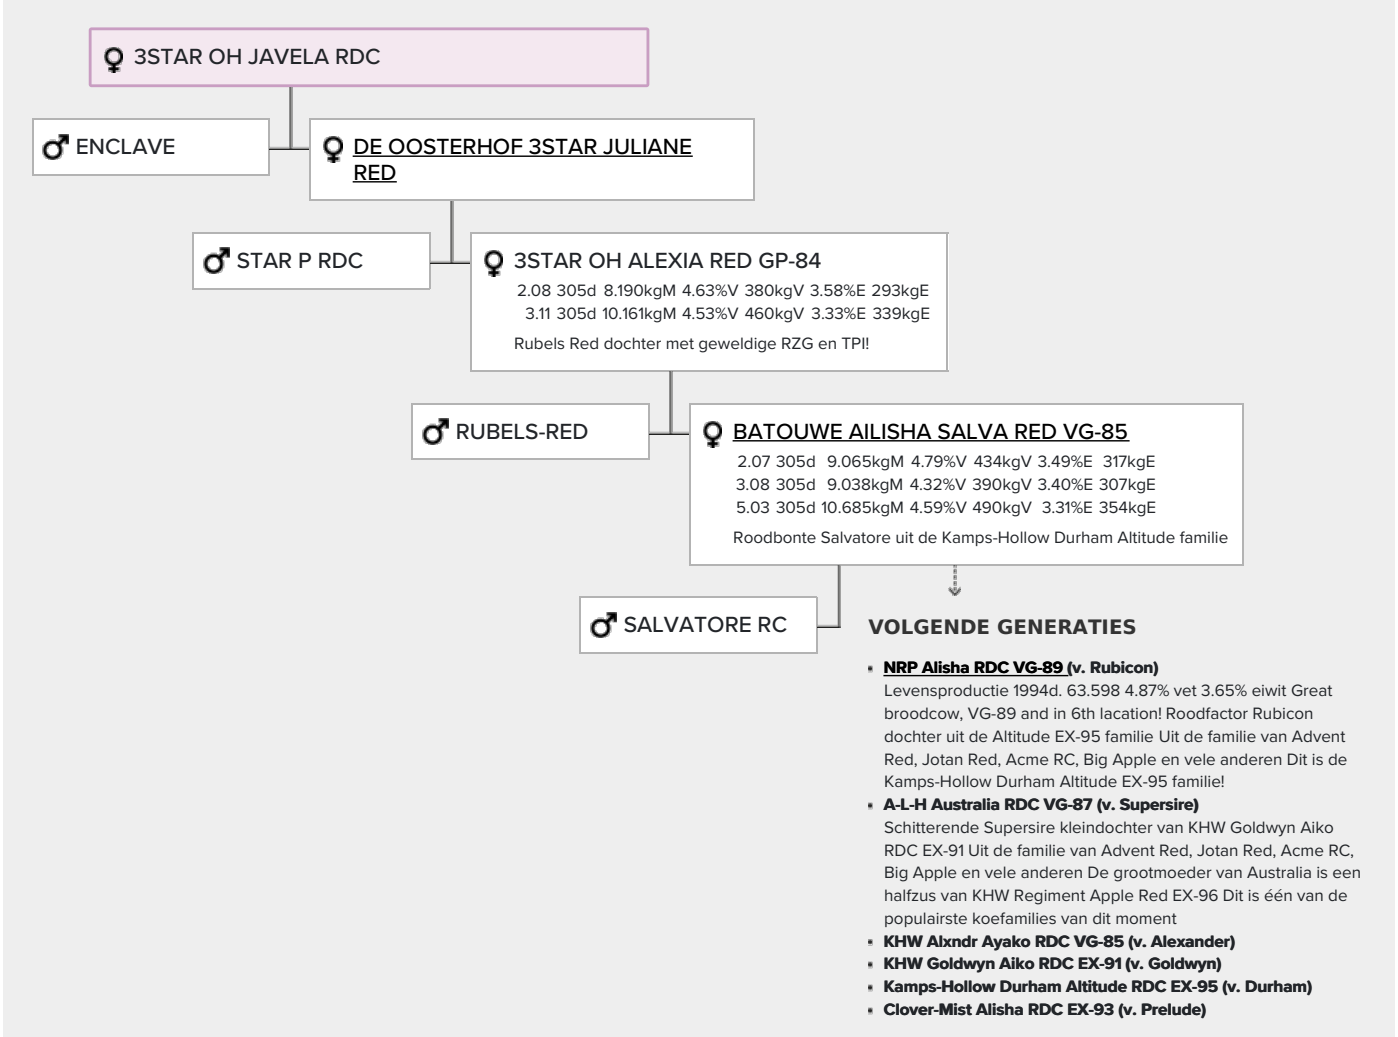 3STAR OH JAVELA RDC
ENCLAVE
DE OOSTERHOF 3STAR JULIANE
RED
STAR P RDC
3STAR OH ALEXIA RED GP-84
2.08 305d 8.190kgM 4.63%V 380kgV 3.58%E 293kgE
3.11 305d 10.161kgM 4.53%V 460kgV 3.33%E 339kgE
Rubels Red dochter met geweldige RZG en TPI!
RUBELS-RED
BATOUWE AILISHA SALVA RED VG-85
2.07 305d 9.065kgM 4.79%V 434kgV 3.49%E 317kgE
3.08 305d 9.038kgM 4.32%V 390kgV 3.40%E 307kgE
5.03 305d 10.685kgM 4.59%V 490kgV 3.31%E 354kgE
Roodbonte Salvatore uit de Kamps-Hollow Durham Altitude familie
SALVATORE RC
VOLGENDE GENERATIES
NRP Alisha RDC VG-89 (v. Rubicon)
Levensproductie 1994d. 63.598 4.87% vet 3.65% eiwit Great
broodcow, VG-89 and in 6th lacation! Roodfactor Rubicon
dochter uit de Altitude EX-95 familie Uit de familie van Advent
Red, Jotan Red, Acme RC, Big Apple en vele anderen Dit is de
Kamps-Hollow Durham Altitude EX-95 familie!
A-L-H Australia RDC VG-87 (v. Supersire)
Schitterende Supersire kleindochter van KHW Goldwyn Aiko
RDC EX-91 Uit de familie van Advent Red, Jotan Red, Acme RC,
Big Apple en vele anderen De grootmoeder van Australia is een
halfzus van KHW Regiment Apple Red EX-96 Dit is één van de
populairste koefamilies van dit moment
KHW Alxndr Ayako RDC VG-85 (v. Alexander)
KHW Goldwyn Aiko RDC EX-91 (v. Goldwyn)
Kamps-Hollow Durham Altitude RDC EX-95 (v. Durham)
Clover-Mist Alisha RDC EX-93 (v. Prelude)